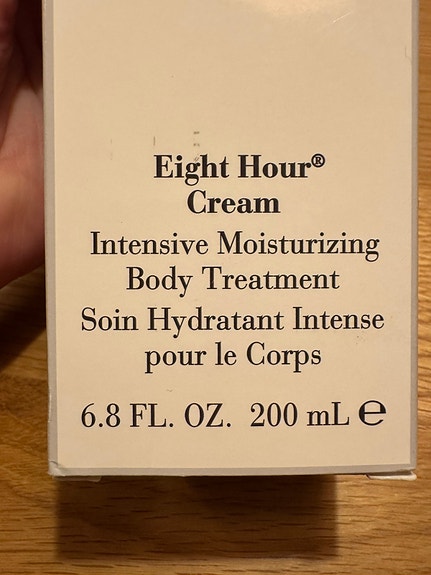 Eight Hour®
Cream
Intensive Moisturizing
Body Treatment
Soin Hydratant Intense
pour le Corps
6.8 FL. OZ. 200 mL ℮